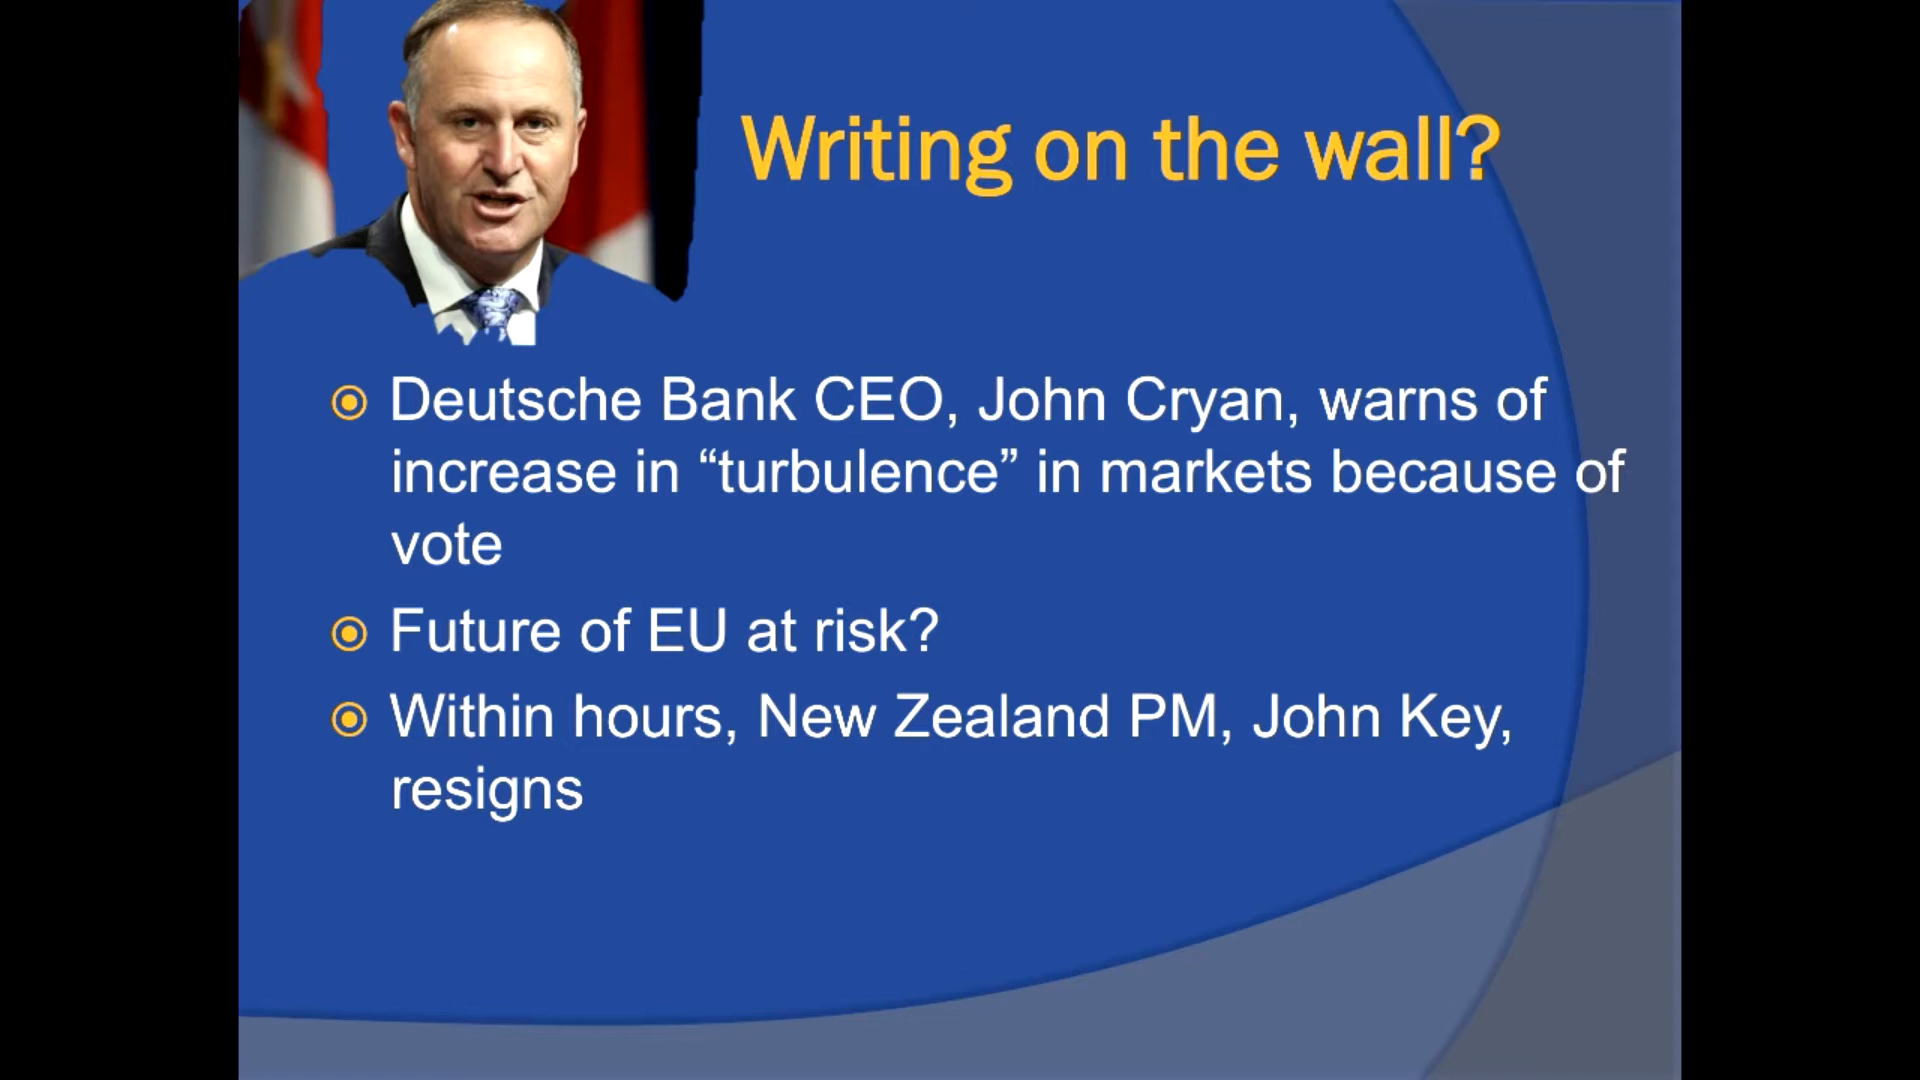 Writing on the wall?
Deutsche Bank CEO, John Cryan, warns of
increase in “turbulence” in markets because of
vote
Future of EU at risk?
Within hours, New Zealand PM, John Key,
resigns